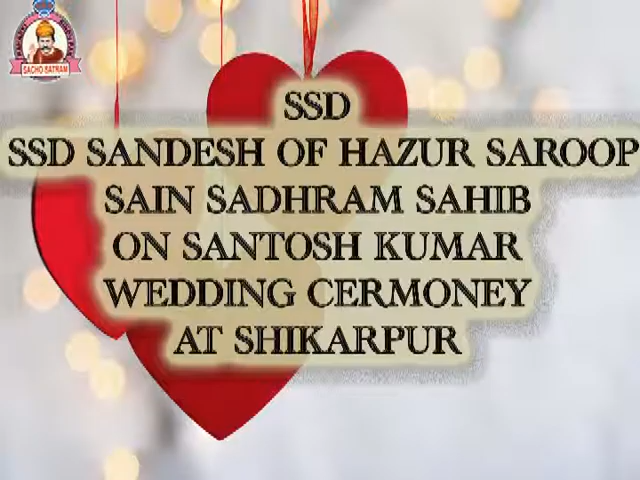 SACHO SATRAM
SSD
SSD SANDESH OF HAZUR SAROOP
SAIN SADHRAM SAHIB
ON SANTOSH KUMAR
WEDDING CERMONEY
AT SHIKARPUR